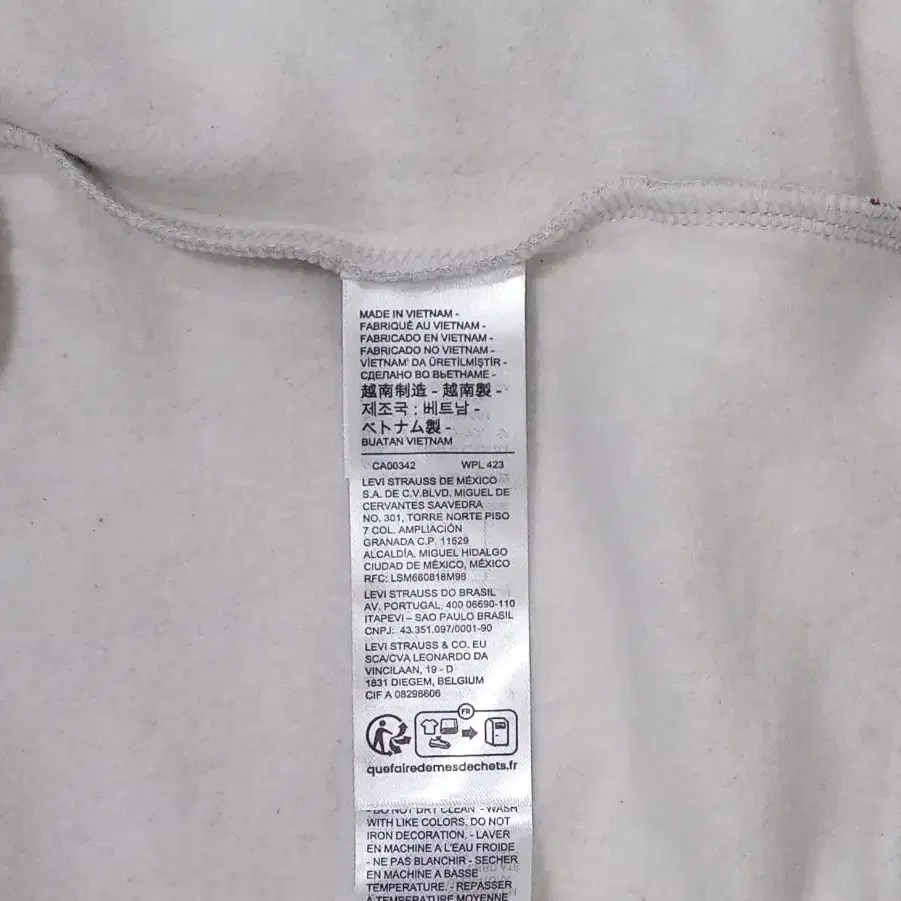 MADE IN VIETNAM -
FABRIQUÉ AU VIETNAM -
FABRICADO EN VIETNAM -
FABRICADO NO VIETNAM -
VİETNAM' DA ÜRETİLMİŞTİR -
СДЕЛАНО ВО ВЬЕТНАМЕ -
越南制造 - 越南製 -
제조국 : 베트남 -
ベトナム製 -
BUATAN VIETNAM
CA00342 WPL 423
LEVI STRAUSS DE MÉXICO
S.A. DE C.V.BLVD. MIGUEL DE
CERVANTES SAAVEDRA
NO. 301, TORRE NORTE PISO
7 COL. AMPLIACIÓN
GRANADA C.P. 11529
ALCALDÍA. MIGUEL HIDALGO
CIUDAD DE MÉXICO, MÉXICO
RFC: LSM660818M98
LEVI STRAUSS DO BRASIL
AV. PORTUGAL, 400 06690-110
ITAPEVI – SAO PAULO BRASIL
CNPJ: 43.351.097/0001-90
LEVI STRAUSS & CO. EU
SCA/CVA LEONARDO DA
VINCILAAN, 19 - D
1831 DIEGEM, BELGIUM
CIF A 08298606
FR
quefairedemesdechets.fr
- DO NOT DRY CLEAN - WASH
WITH LIKE COLORS. DO NOT
IRON DECORATION. - LAVER
EN MACHINE A L'EAU FROIDE
- NE PAS BLANCHIR - SECHER
EN MACHINE A BASSE
TEMPERATURE. - REPASSER
A TEMPERATURE MOYENNE